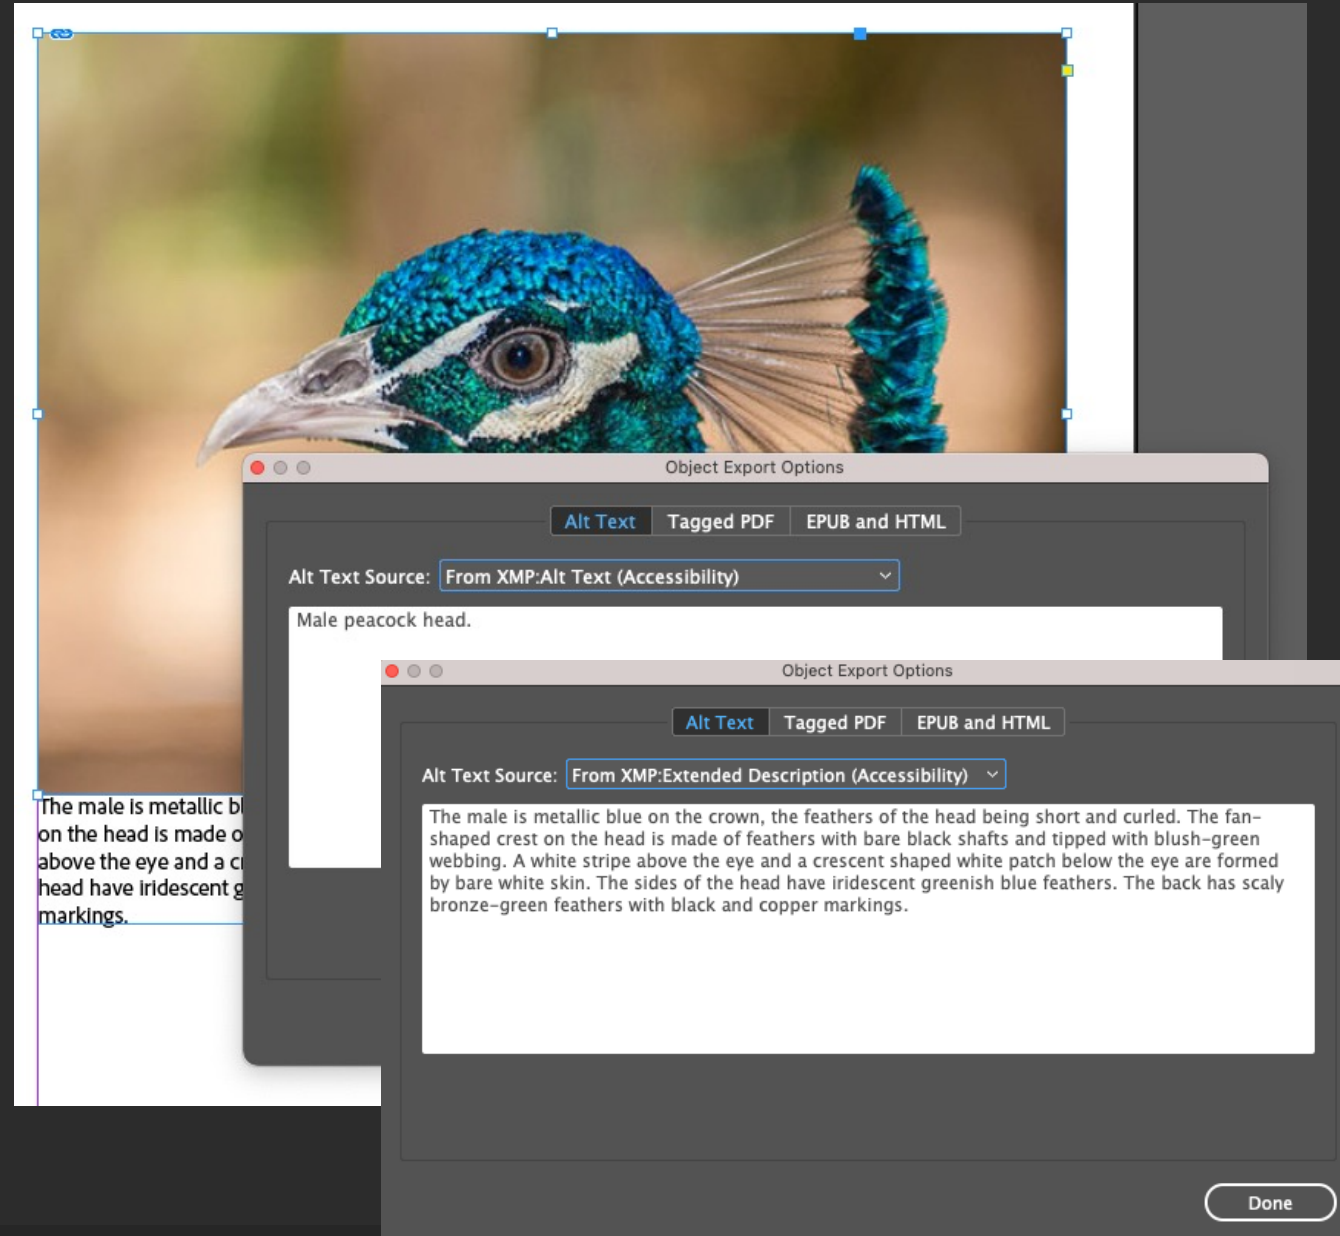 Object Export Options
Alt Text
Tagged PDF
EPUB and HTML
Alt Text Source: From XMP:Alt Text (Accessibility)
Male peacock head.
Object Export Options
Alt Text
Tagged PDF
EPUB and HTML
Alt Text Source: From XMP:Extended Description (Accessibility)
The male is metallic blue on the crown, the feathers of the head being short and curled. The fan-
shaped crest on the head is made of feathers with bare black shafts and tipped with blush-green
webbing. A white stripe above the eye and a crescent shaped white patch below the eye are formed
by bare white skin. The sides of the head have iridescent greenish blue feathers. The back has scaly
bronze-green feathers with black and copper markings.
Done
The male is metallic
on the head is made
above the eye and a
head have iridescent
markings.